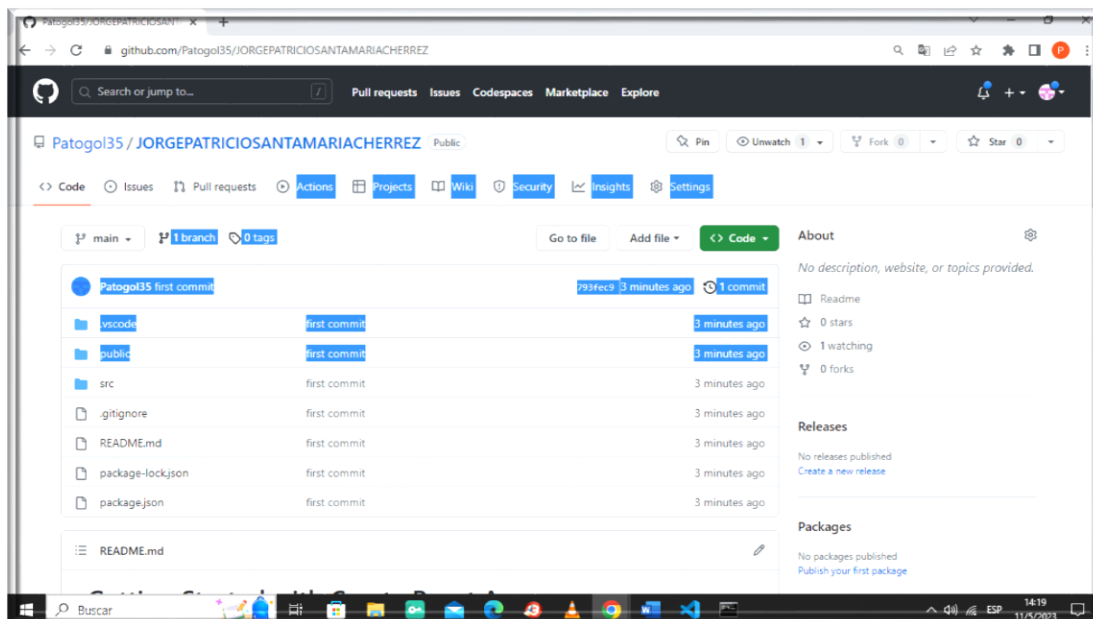 Patogol35/JORGEPATRICIOSANT
github.com/Patogol35/JORGEPATRICIOSANTAMARIACHERREZ
P
Search or jump to... /
Pull requests Issues Codespaces Marketplace Explore
Patogol35 / JORGEPATRICIOSANTAMARIACHERREZ Public
Pin Unwatch 1 Fork 0 Star 0
Code Issues Pull requests Actions Projects Wiki Security Insights Settings
main 1 branch 0 tags Go to file Add file Code
About
No description, website, or topics provided.
Readme
0 stars
1 watching
0 forks
Patogol35 first commit 793fec9 3 minutes ago 1 commit
.vscode first commit 3 minutes ago
public first commit 3 minutes ago
src first commit 3 minutes ago
.gitignore first commit 3 minutes ago
README.md first commit 3 minutes ago
package-lock.json first commit 3 minutes ago
package.json first commit 3 minutes ago
Releases
No releases published
Create a new release
Packages
No packages published
Publish your first package
README.md
Buscar
ESP
14:19
11/5/2023